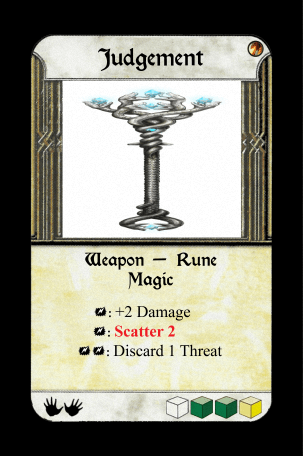 Judgement
Weapon — Rune
Magic
: +2 Damage
: Scatter 2
: Discard 1 Threat